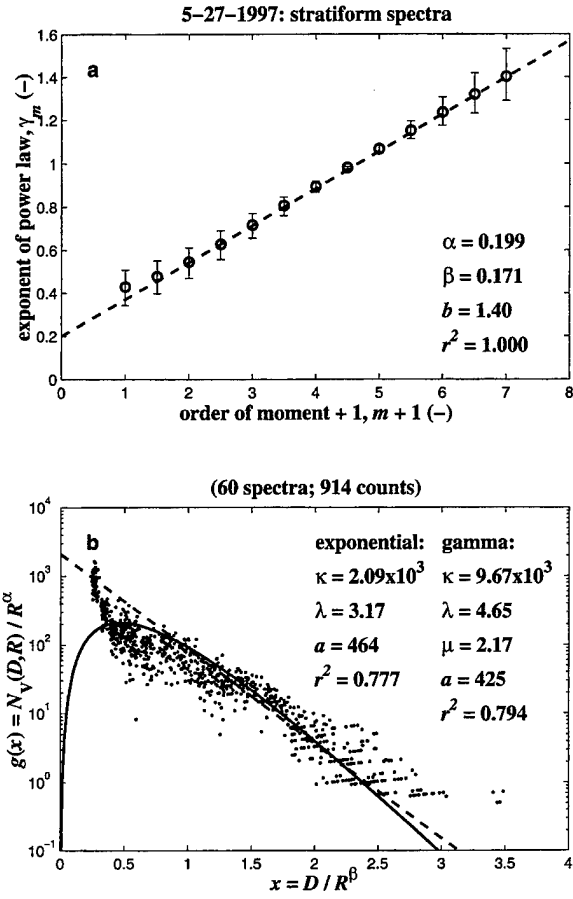 5–27–1997: stratiform spectra
a
exponent of power law, γm (–)
1.6
1.4
1.2
1
0.8
0.6
0.4
0.2
0
α = 0.199
β = 0.171
b = 1.40
r² = 1.000
0 1 2 3 4 5 6 7 8
order of moment + 1, m + 1 (–)
(60 spectra; 914 counts)
b
g(x) = NV(D,R) / R^α
10⁴
10³
10²
10¹
10⁰
10⁻¹
exponential: gamma:
κ = 2.09x10³ κ = 9.67x10³
λ = 3.17 λ = 4.65
a = 464 μ = 2.17
r² = 0.777 a = 425
r² = 0.794
0 0.5 1 1.5 2 2.5 3 3.5 4
x = D / R^β